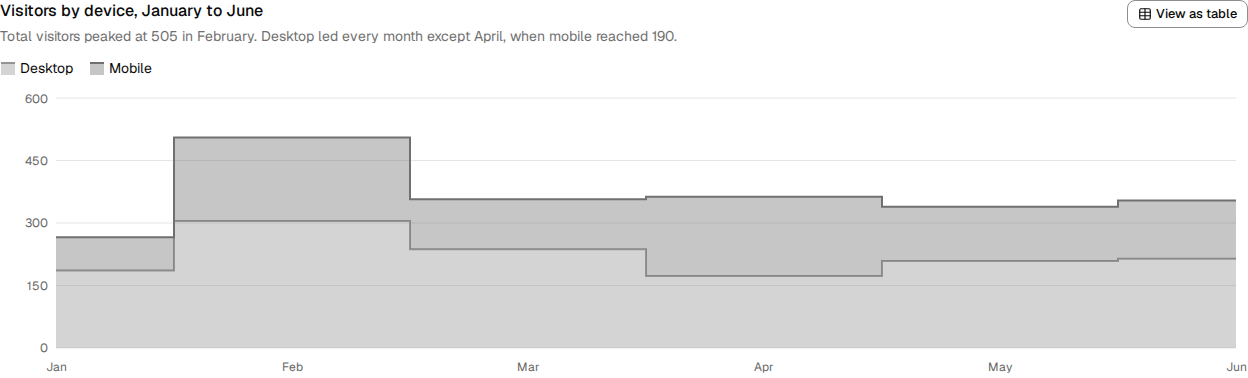 Visitors by device, January to June
View as table
Total visitors peaked at 505 in February. Desktop led every month except April, when mobile reached 190.
Desktop
Mobile
600
450
300
150
0
Jan
Feb
Mar
Apr
May
Jun